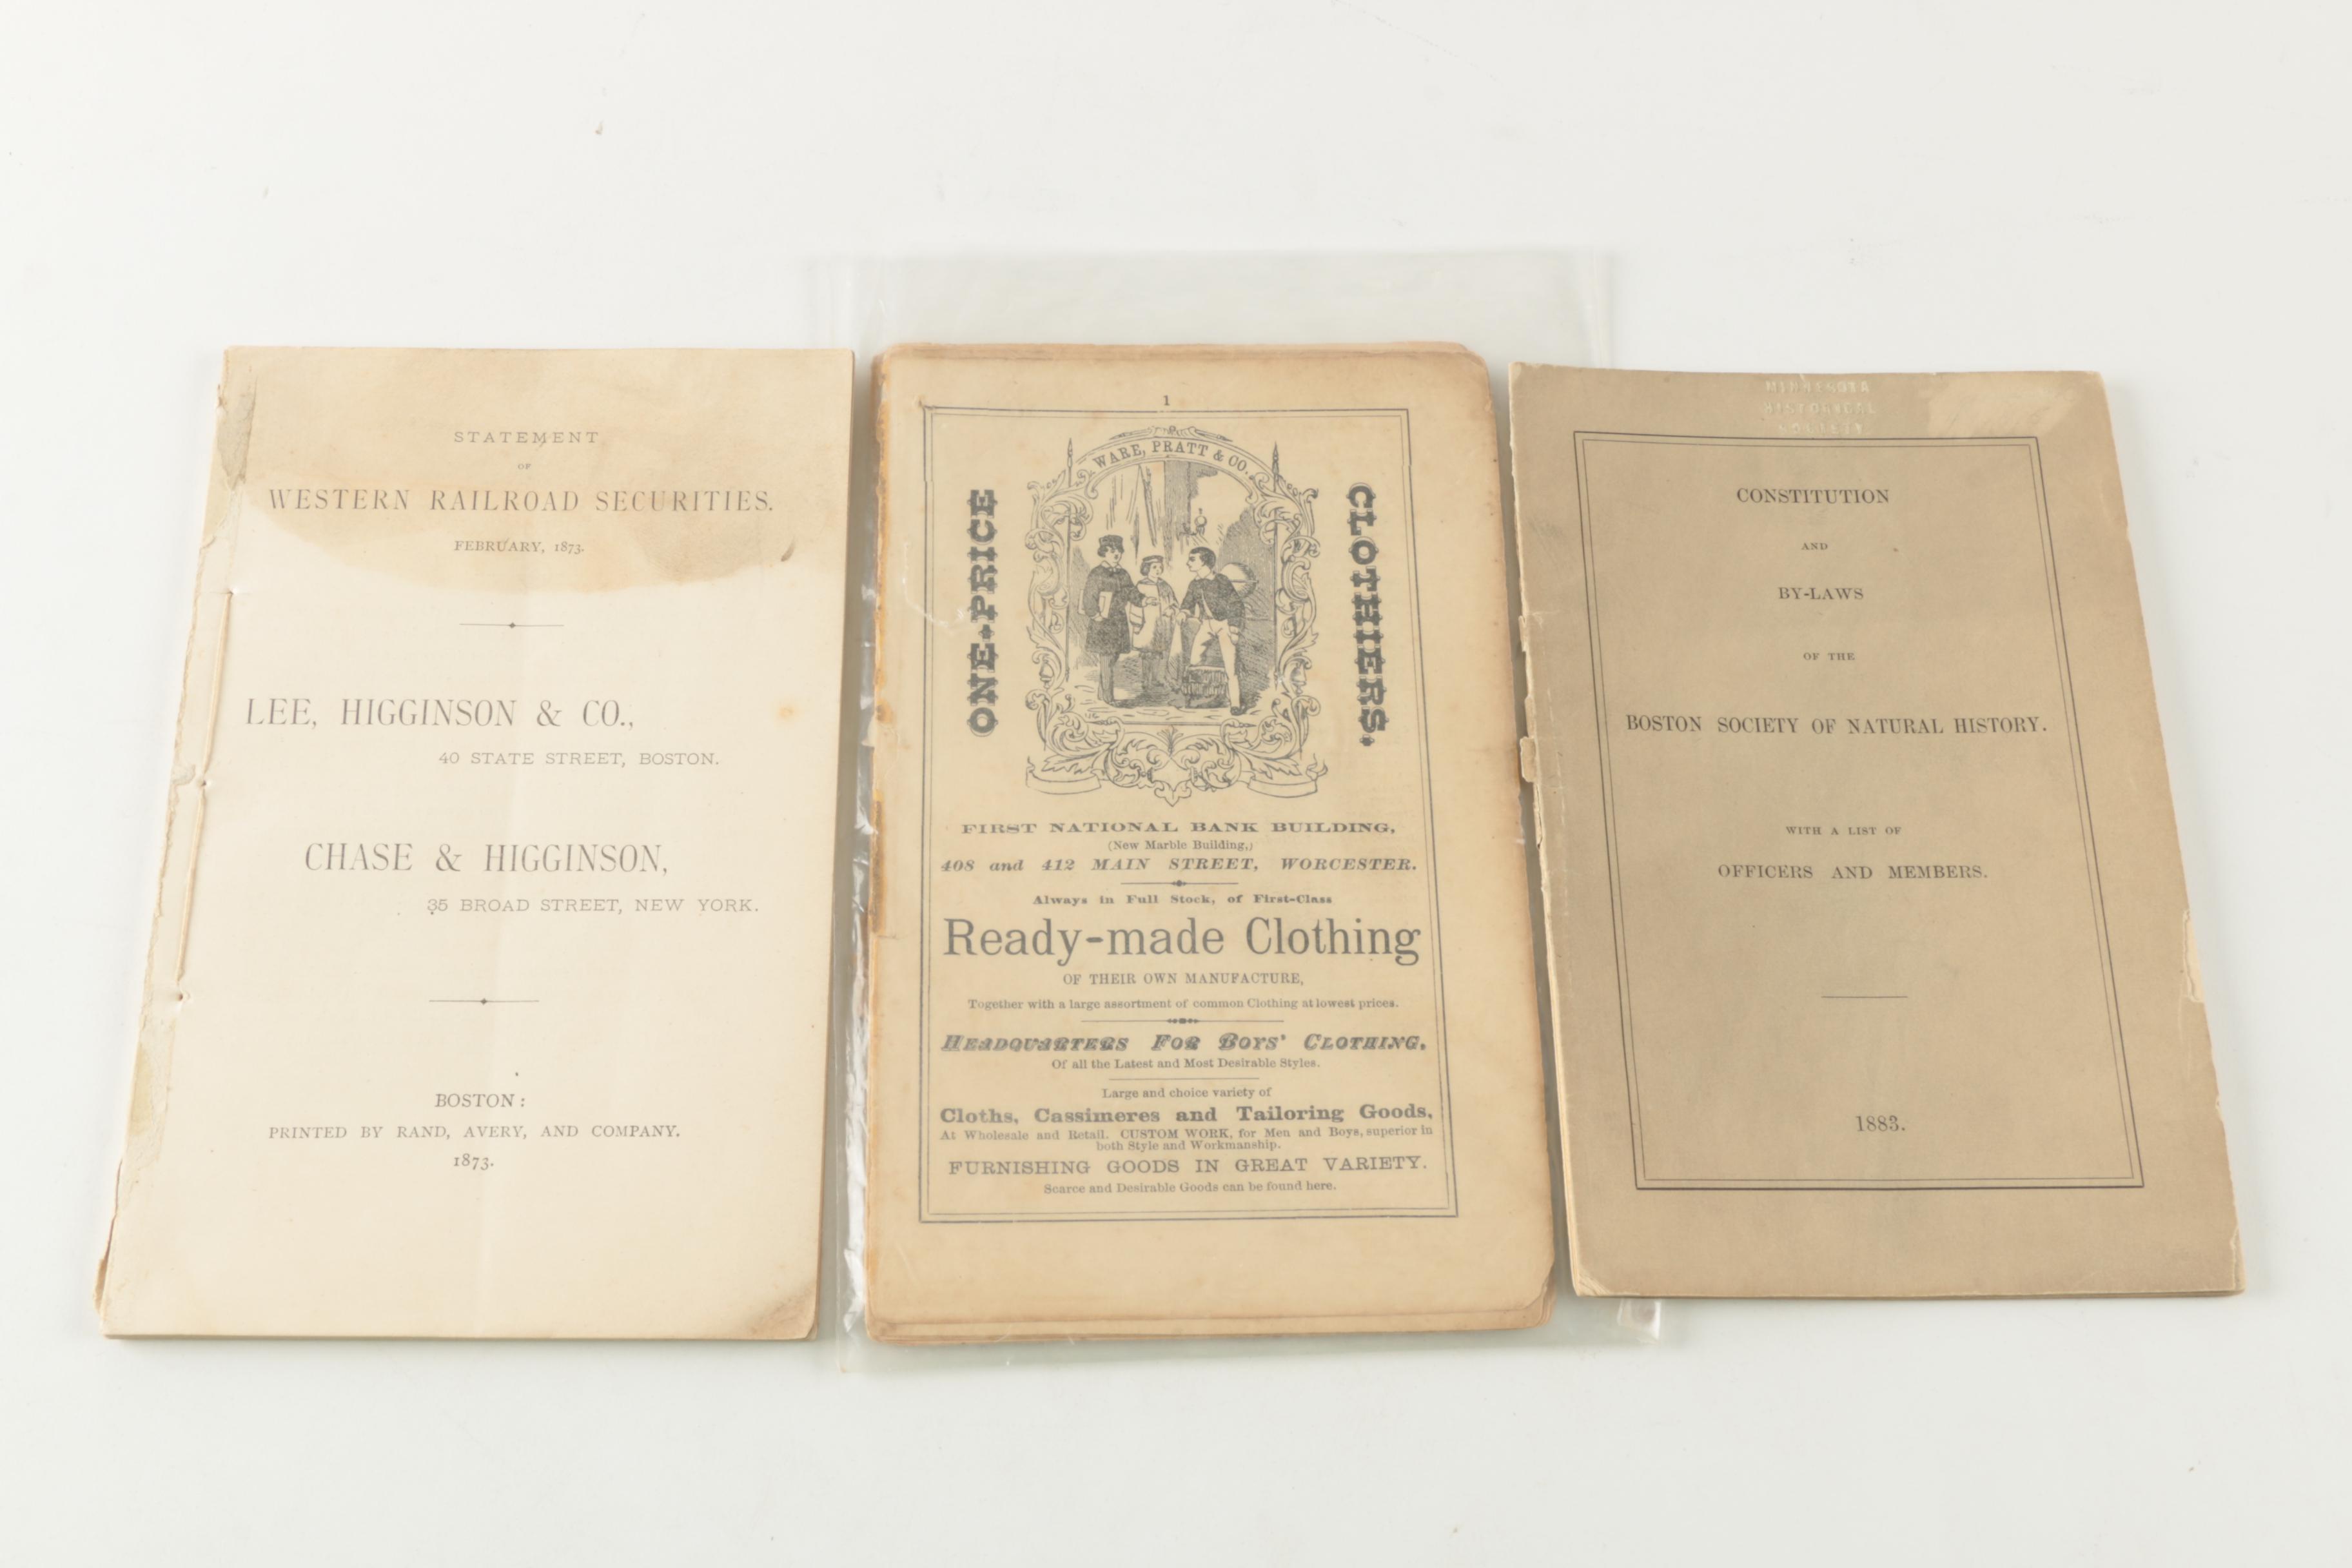 STATEMENT
OF
WESTERN RAILROAD SECURITIES.
FEBRUARY, 1873.
LEE, HIGGINSON & CO.,
40 STATE STREET, BOSTON.
CHASE & HIGGINSON,
35 BROAD STREET, NEW YORK.
BOSTON:
PRINTED BY RAND, AVERY, AND COMPANY.
1873.
1
WARE, PRATT & CO.
ONE-PRICE
CLOTHIERS.
FIRST NATIONAL BANK BUILDING,
(New Marble Building,)
408 and 412 MAIN STREET, WORCESTER.
Always in Full Stock, of First-Class
Ready-made Clothing
OF THEIR OWN MANUFACTURE,
Together with a large assortment of common Clothing at lowest prices.
HEADQUARTERS FOR BOYS' CLOTHING,
Of all the Latest and Most Desirable Styles.
Large and choice variety of
Cloths, Cassimeres and Tailoring Goods,
At Wholesale and Retail. CUSTOM WORK, for Men and Boys, superior in
both Style and Workmanship.
FURNISHING GOODS IN GREAT VARIETY.
Scarce and Desirable Goods can be found here.
MINNESOTA
HISTORICAL
SOCIETY
CONSTITUTION
AND
BY-LAWS
OF THE
BOSTON SOCIETY OF NATURAL HISTORY.
WITH A LIST OF
OFFICERS AND MEMBERS.
1883.